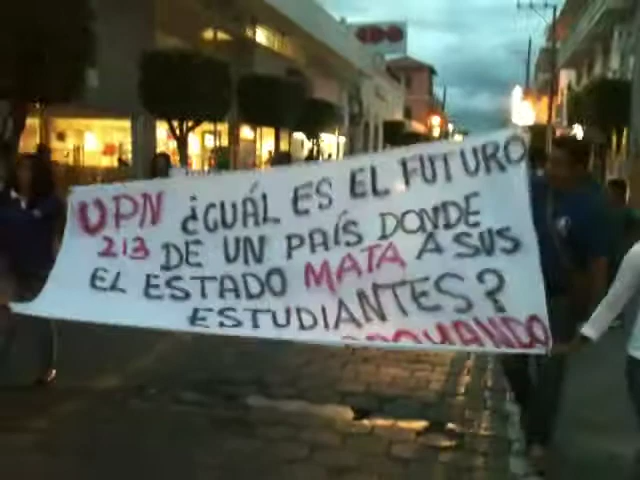 UPN ¿CUÁL ES EL FUTURO
213 DE UN PAÍS DONDE
EL ESTADO MATA A SUS
ESTUDIANTES?